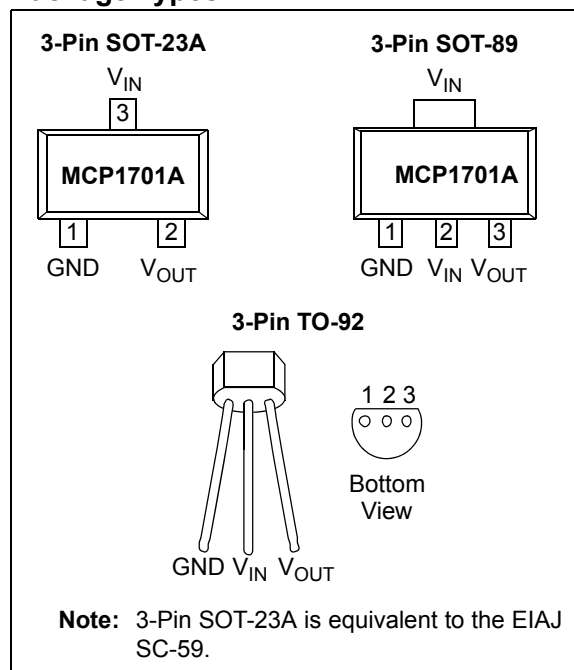 3-Pin SOT-23A
3-Pin SOT-89
VIN
VIN
3
MCP1701A
MCP1701A
1 2
1 2 3
GND VOUT
GND VIN VOUT
3-Pin TO-92
1 2 3
Bottom
View
GND VIN VOUT
Note: 3-Pin SOT-23A is equivalent to the EIAJ
SC-59.